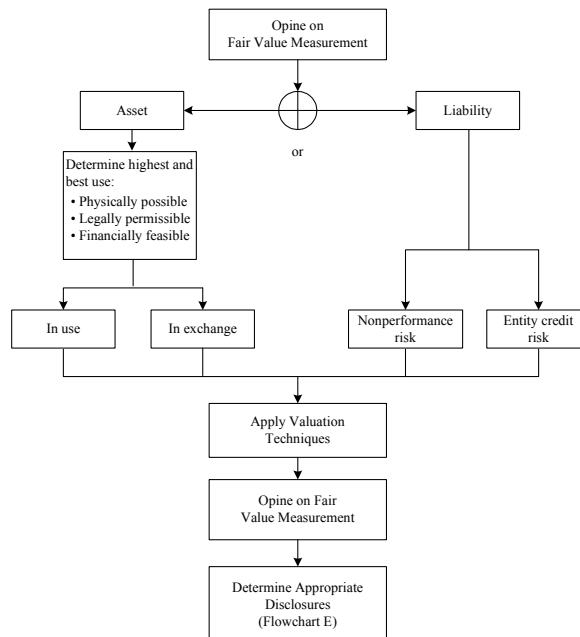 Opine on
Fair Value Measurement
Asset
Liability
or
Determine highest and
best use:
• Physically possible
• Legally permissible
• Financially feasible
In use
In exchange
Nonperformance
risk
Entity credit
risk
Apply Valuation
Techniques
Opine on Fair
Value Measurement
Determine Appropriate
Disclosures
(Flowchart E)